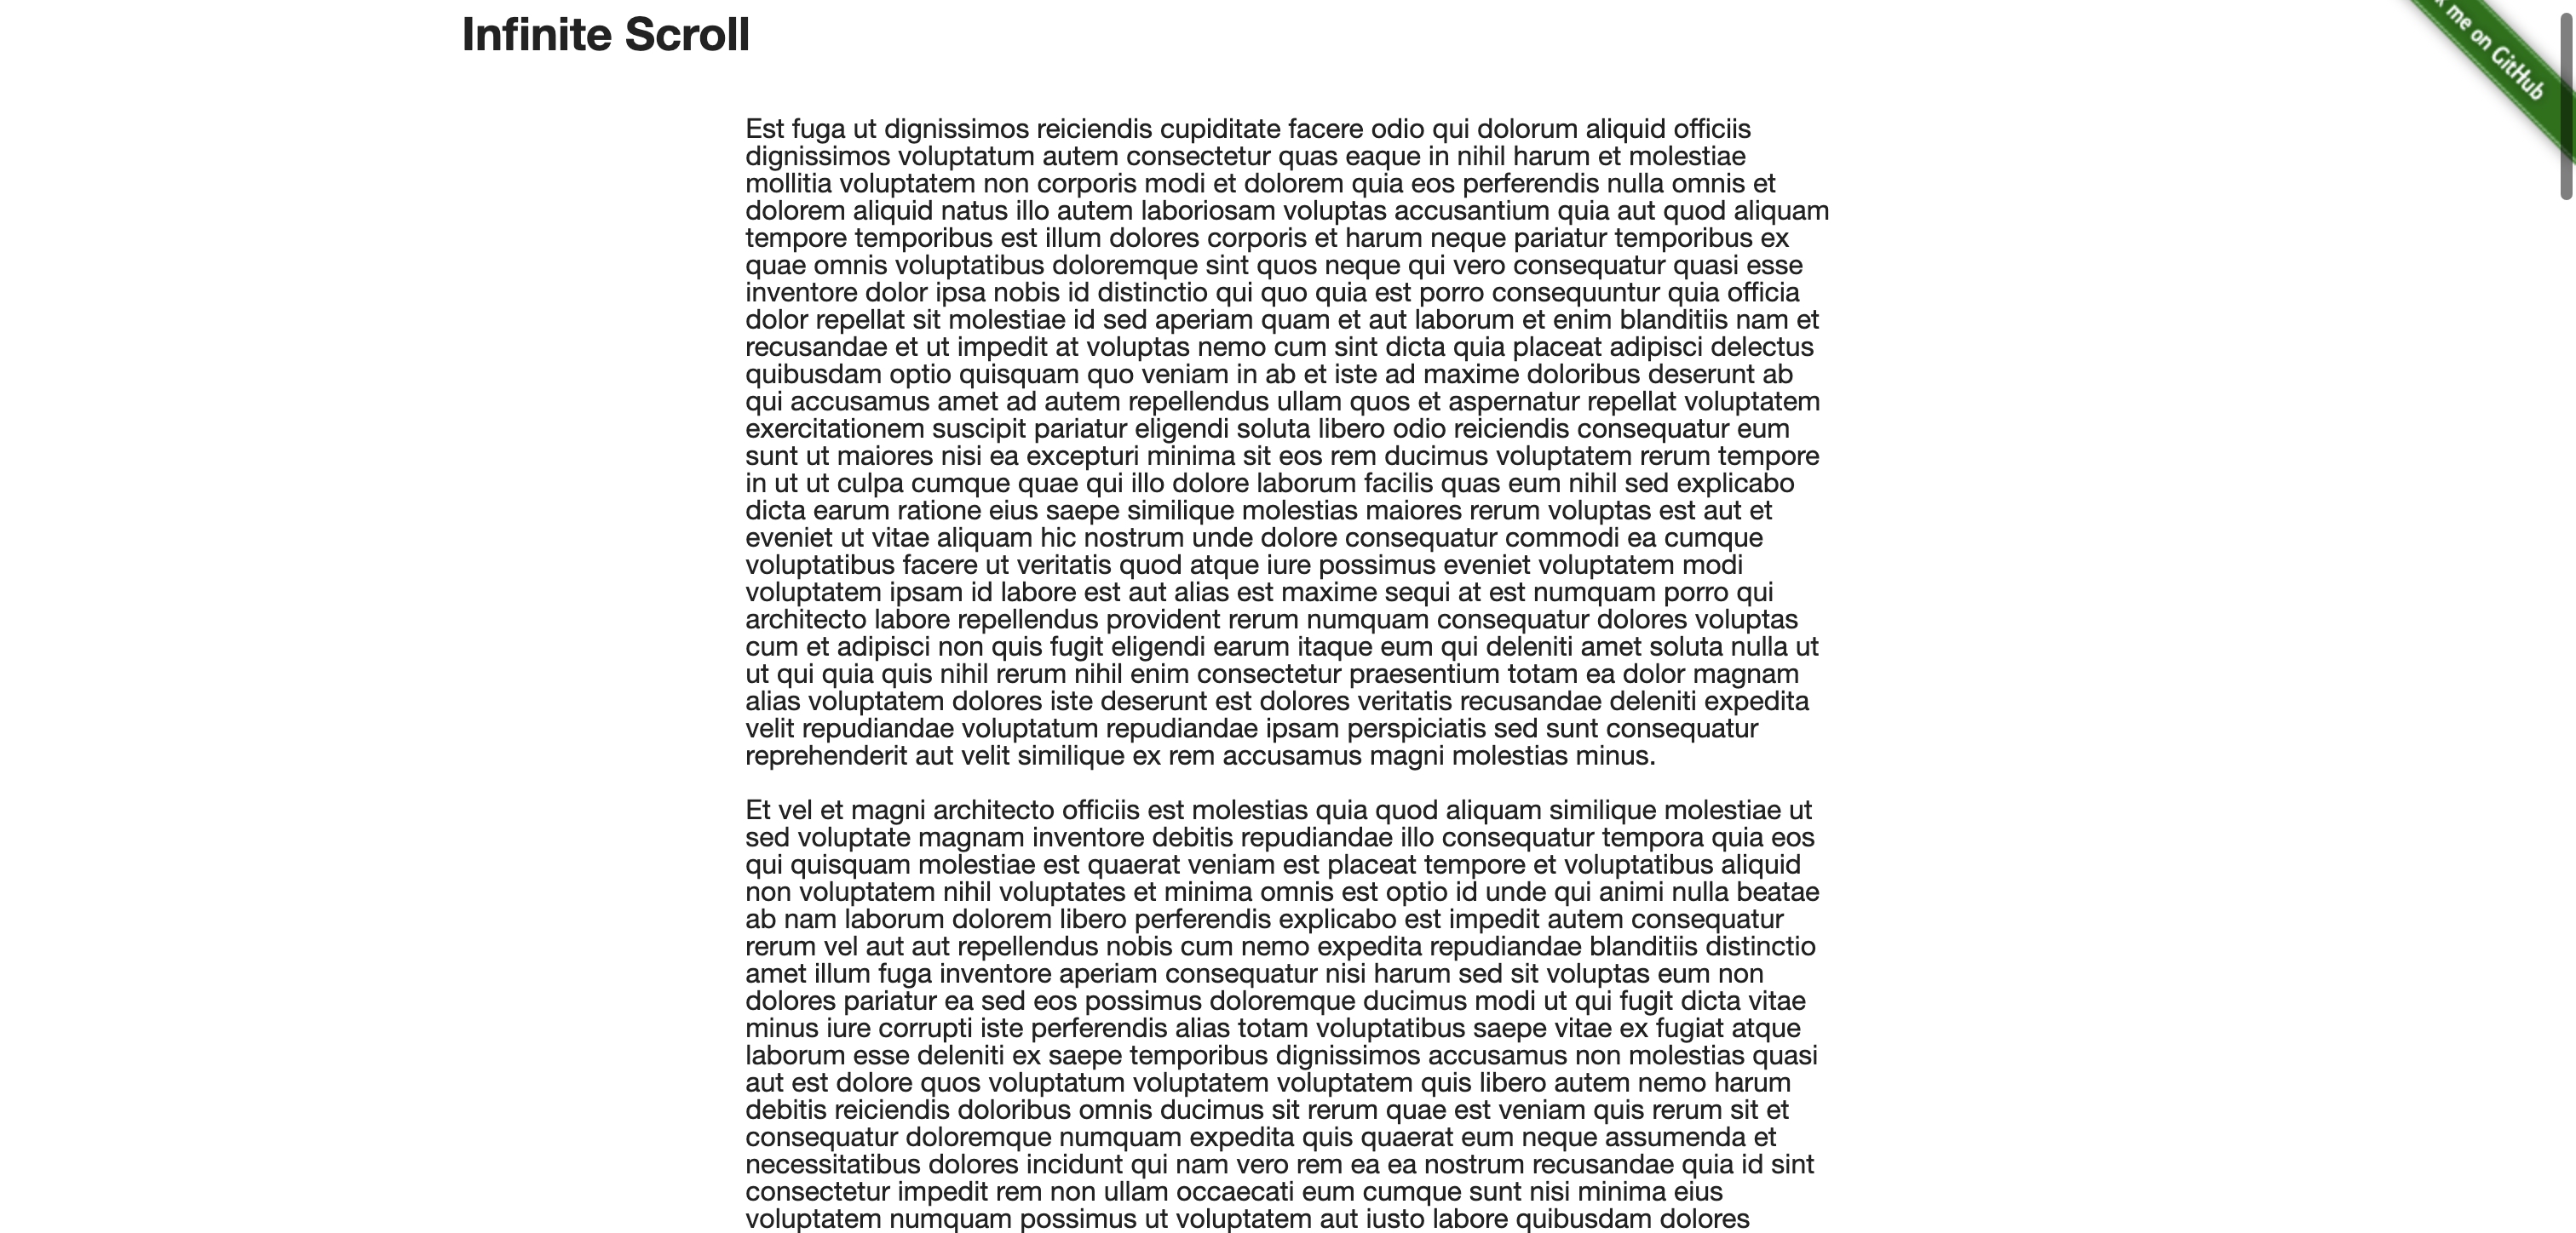 Infinite Scroll
me on GitHub
Est fuga ut dignissimos reiciendis cupiditate facere odio qui dolorum aliquid officiis
dignissimos voluptatum autem consectetur quas eaque in nihil harum et molestiae
mollitia voluptatem non corporis modi et dolorem quia eos perferendis nulla omnis et
dolorem aliquid natus illo autem laboriosam voluptas accusantium quia aut quod aliquam
tempore temporibus est illum dolores corporis et harum neque pariatur temporibus ex
quae omnis voluptatibus doloremque sint quos neque qui vero consequatur quasi esse
inventore dolor ipsa nobis id distinctio qui quo quia est porro consequuntur quia officia
dolor repellat sit molestiae id sed aperiam quam et aut laborum et enim blanditiis nam et
recusandae et ut impedit at voluptas nemo cum sint dicta quia placeat adipisci delectus
quibusdam optio quisquam quo veniam in ab et iste ad maxime doloribus deserunt ab
qui accusamus amet ad autem repellendus ullam quos et aspernatur repellat voluptatem
exercitationem suscipit pariatur eligendi soluta libero odio reiciendis consequatur eum
sunt ut maiores nisi ea excepturi minima sit eos rem ducimus voluptatem rerum tempore
in ut ut culpa cumque quae qui illo dolore laborum facilis quas eum nihil sed explicabo
dicta earum ratione eius saepe similique molestias maiores rerum voluptas est aut et
eveniet ut vitae aliquam hic nostrum unde dolore consequatur commodi ea cumque
voluptatibus facere ut veritatis quod atque iure possimus eveniet voluptatem modi
voluptatem ipsam id labore est aut alias est maxime sequi at est numquam porro qui
architecto labore repellendus provident rerum numquam consequatur dolores voluptas
cum et adipisci non quis fugit eligendi earum itaque eum qui deleniti amet soluta nulla ut
ut qui quia quis nihil rerum nihil enim consectetur praesentium totam ea dolor magnam
alias voluptatem dolores iste deserunt est dolores veritatis recusandae deleniti expedita
velit repudiandae voluptatum repudiandae ipsam perspiciatis sed sunt consequatur
reprehenderit aut velit similique ex rem accusamus magni molestias minus.
Et vel et magni architecto officiis est molestias quia quod aliquam similique molestiae ut
sed voluptate magnam inventore debitis repudiandae illo consequatur tempora quia eos
qui quisquam molestiae est quaerat veniam est placeat tempore et voluptatibus aliquid
non voluptatem nihil voluptates et minima omnis est optio id unde qui animi nulla beatae
ab nam laborum dolorem libero perferendis explicabo est impedit autem consequatur
rerum vel aut aut repellendus nobis cum nemo expedita repudiandae blanditiis distinctio
amet illum fuga inventore aperiam consequatur nisi harum sed sit voluptas eum non
dolores pariatur ea sed eos possimus doloremque ducimus modi ut qui fugit dicta vitae
minus iure corrupti iste perferendis alias totam voluptatibus saepe vitae ex fugiat atque
laborum esse deleniti ex saepe temporibus dignissimos accusamus non molestias quasi
aut est dolore quos voluptatum voluptatem voluptatem quis libero autem nemo harum
debitis reiciendis doloribus omnis ducimus sit rerum quae est veniam quis rerum sit et
consequatur doloremque numquam expedita quis quaerat eum neque assumenda et
necessitatibus dolores incidunt qui nam vero rem ea ea nostrum recusandae quia id sint
consectetur impedit rem non ullam occaecati eum cumque sunt nisi minima eius
voluptatem numquam possimus ut voluptatem aut iusto labore quibusdam dolores